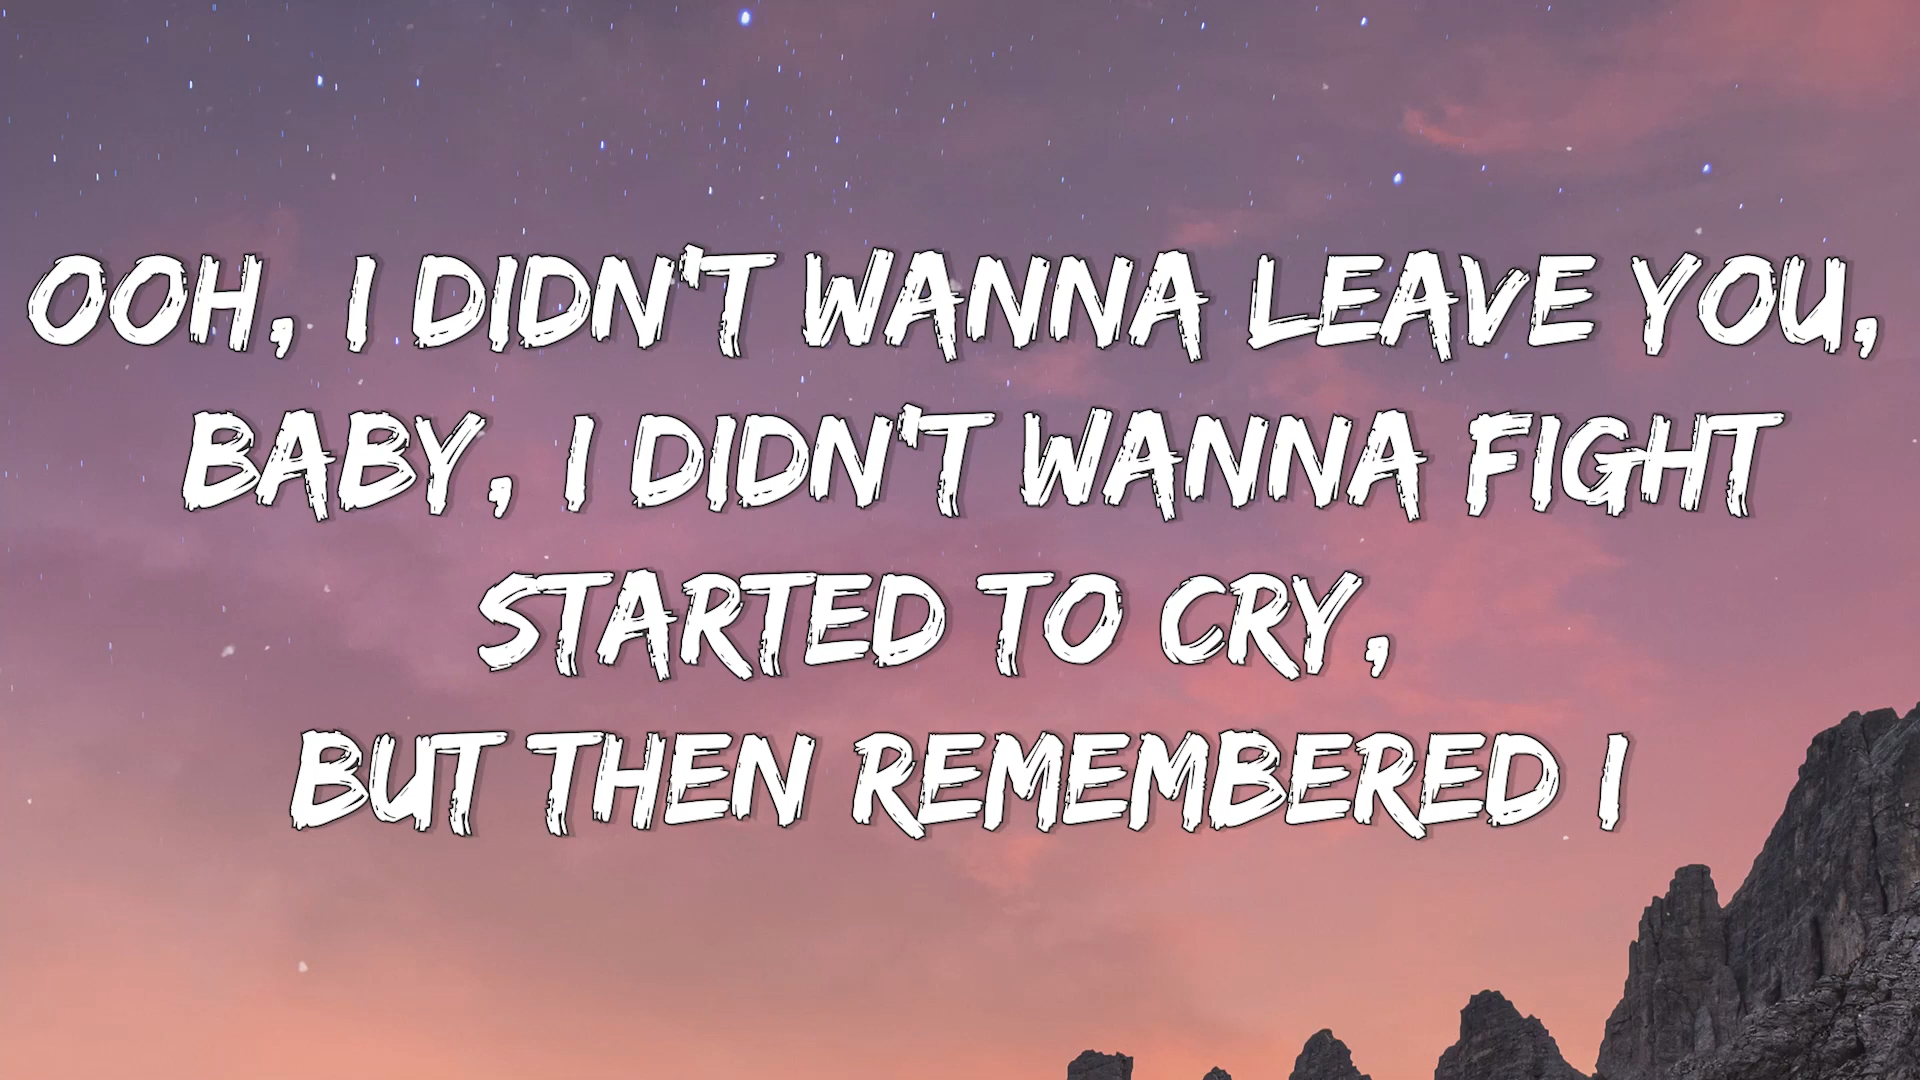 OOH, I DIDN'T WANNA LEAVE YOU,
BABY, I DIDN'T WANNA FIGHT
STARTED TO CRY,
BUT THEN REMEMBERED I